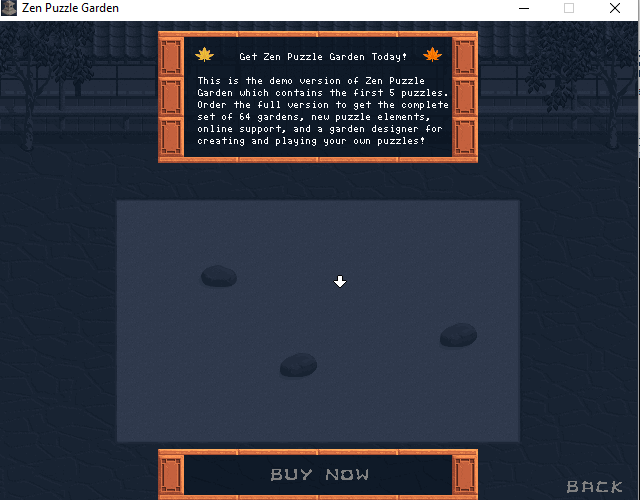 Zen Puzzle Garden
Get Zen Puzzle Garden Today!
This is the demo version of Zen Puzzle
Garden which contains the first 5 puzzles.
Order the full version to get the complete
set of 64 gardens, new puzzle elements,
online support, and a garden designer for
creating and playing your own puzzles!
BUY NOW
BACK